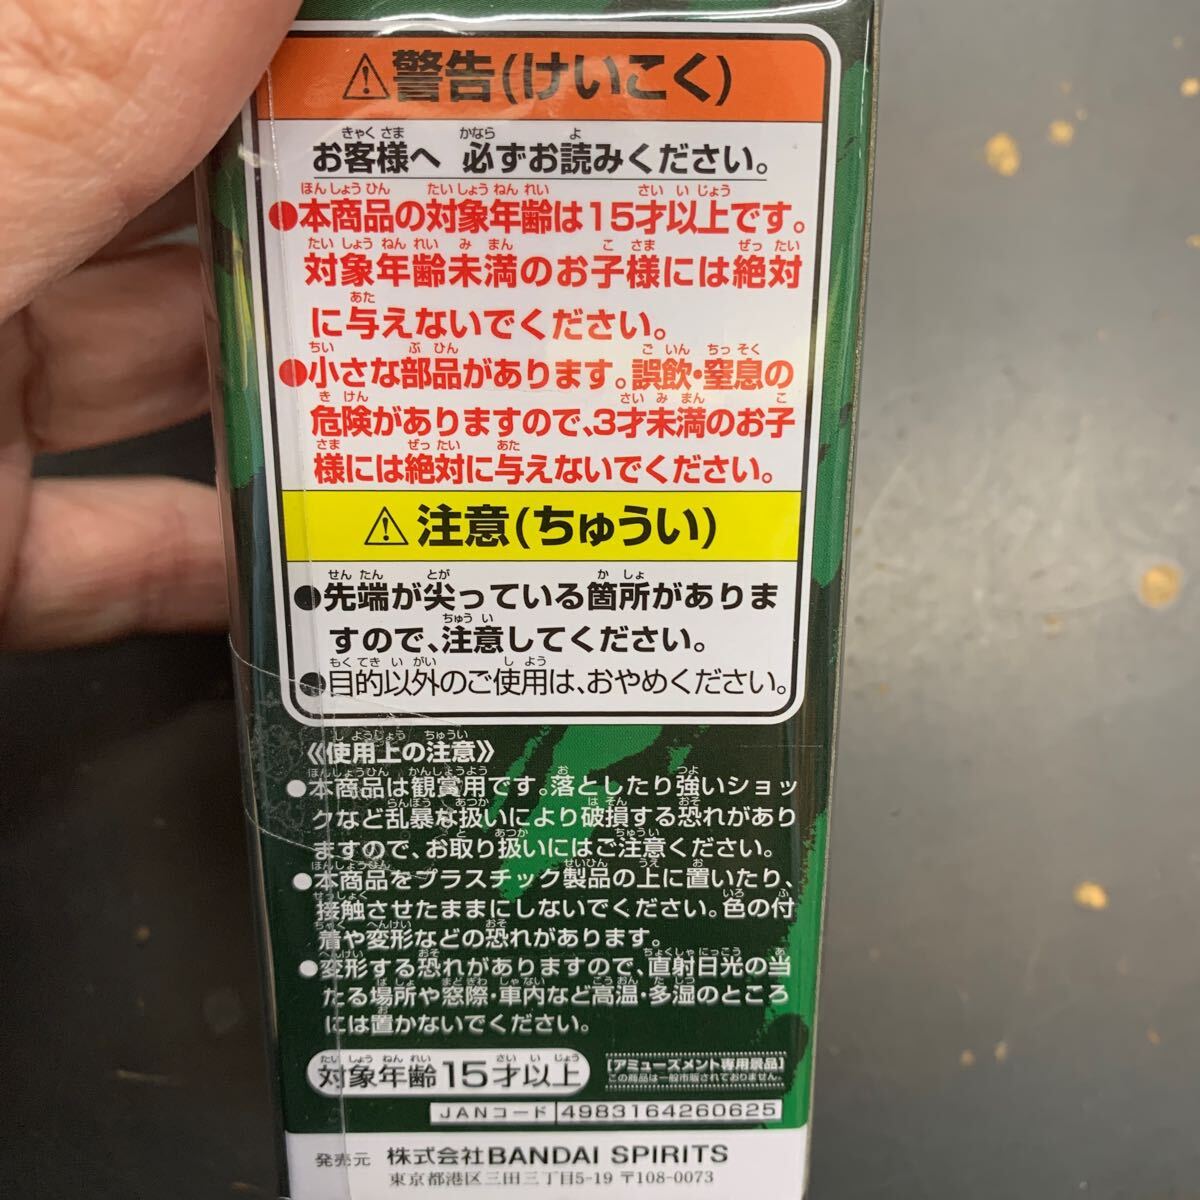 ⚠警告(けいこく)
お客様へ 必ずお読みください。
●本商品の対象年齢は15才以上です。
対象年齢未満のお子様には絶対
に与えないでください。
●小さな部品があります。誤飲・窒息の
危険がありますので、3才未満のお子
様には絶対に与えないでください。
⚠注意(ちゅうい)
●先端が尖っている箇所がありま
すので、注意してください。
●目的以外のご使用は、おやめください。
《使用上の注意》
●本商品は観賞用です。落としたり強いショッ
クなど乱暴な扱いにより破損する恐れがあり
ますので、お取り扱いにはご注意ください。
●本商品をプラスチック製品の上に置いたり、
接触させたままにしないでください。色の付
着や変形などの恐れがあります。
●変形する恐れがありますので、直射日光の当
たる場所や窓際・車内など高温・多湿のところ
には置かないでください。
対象年齢15才以上
[アミューズメント専用景品]
この商品は一般市販されておりません。
JANコード 4983164260625
発売元 株式会社BANDAI SPIRITS
東京都港区三田三丁目5-19 〒108-0073